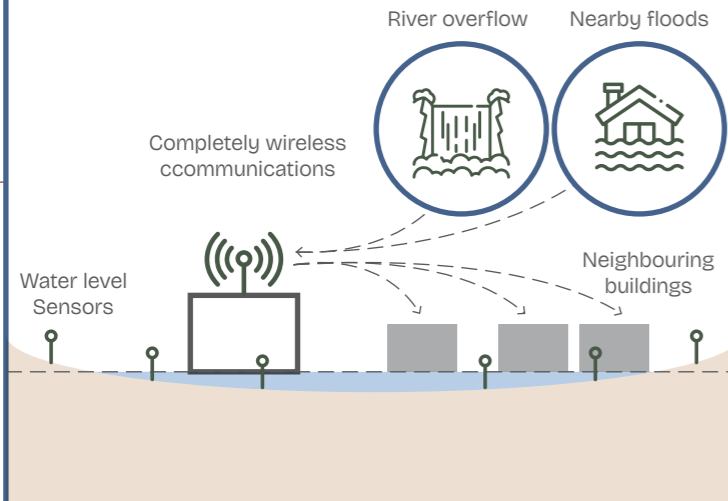 River overflow
Nearby floods
Completely wireless
ccommunications
Neighbouring
buildings
Water level
Sensors